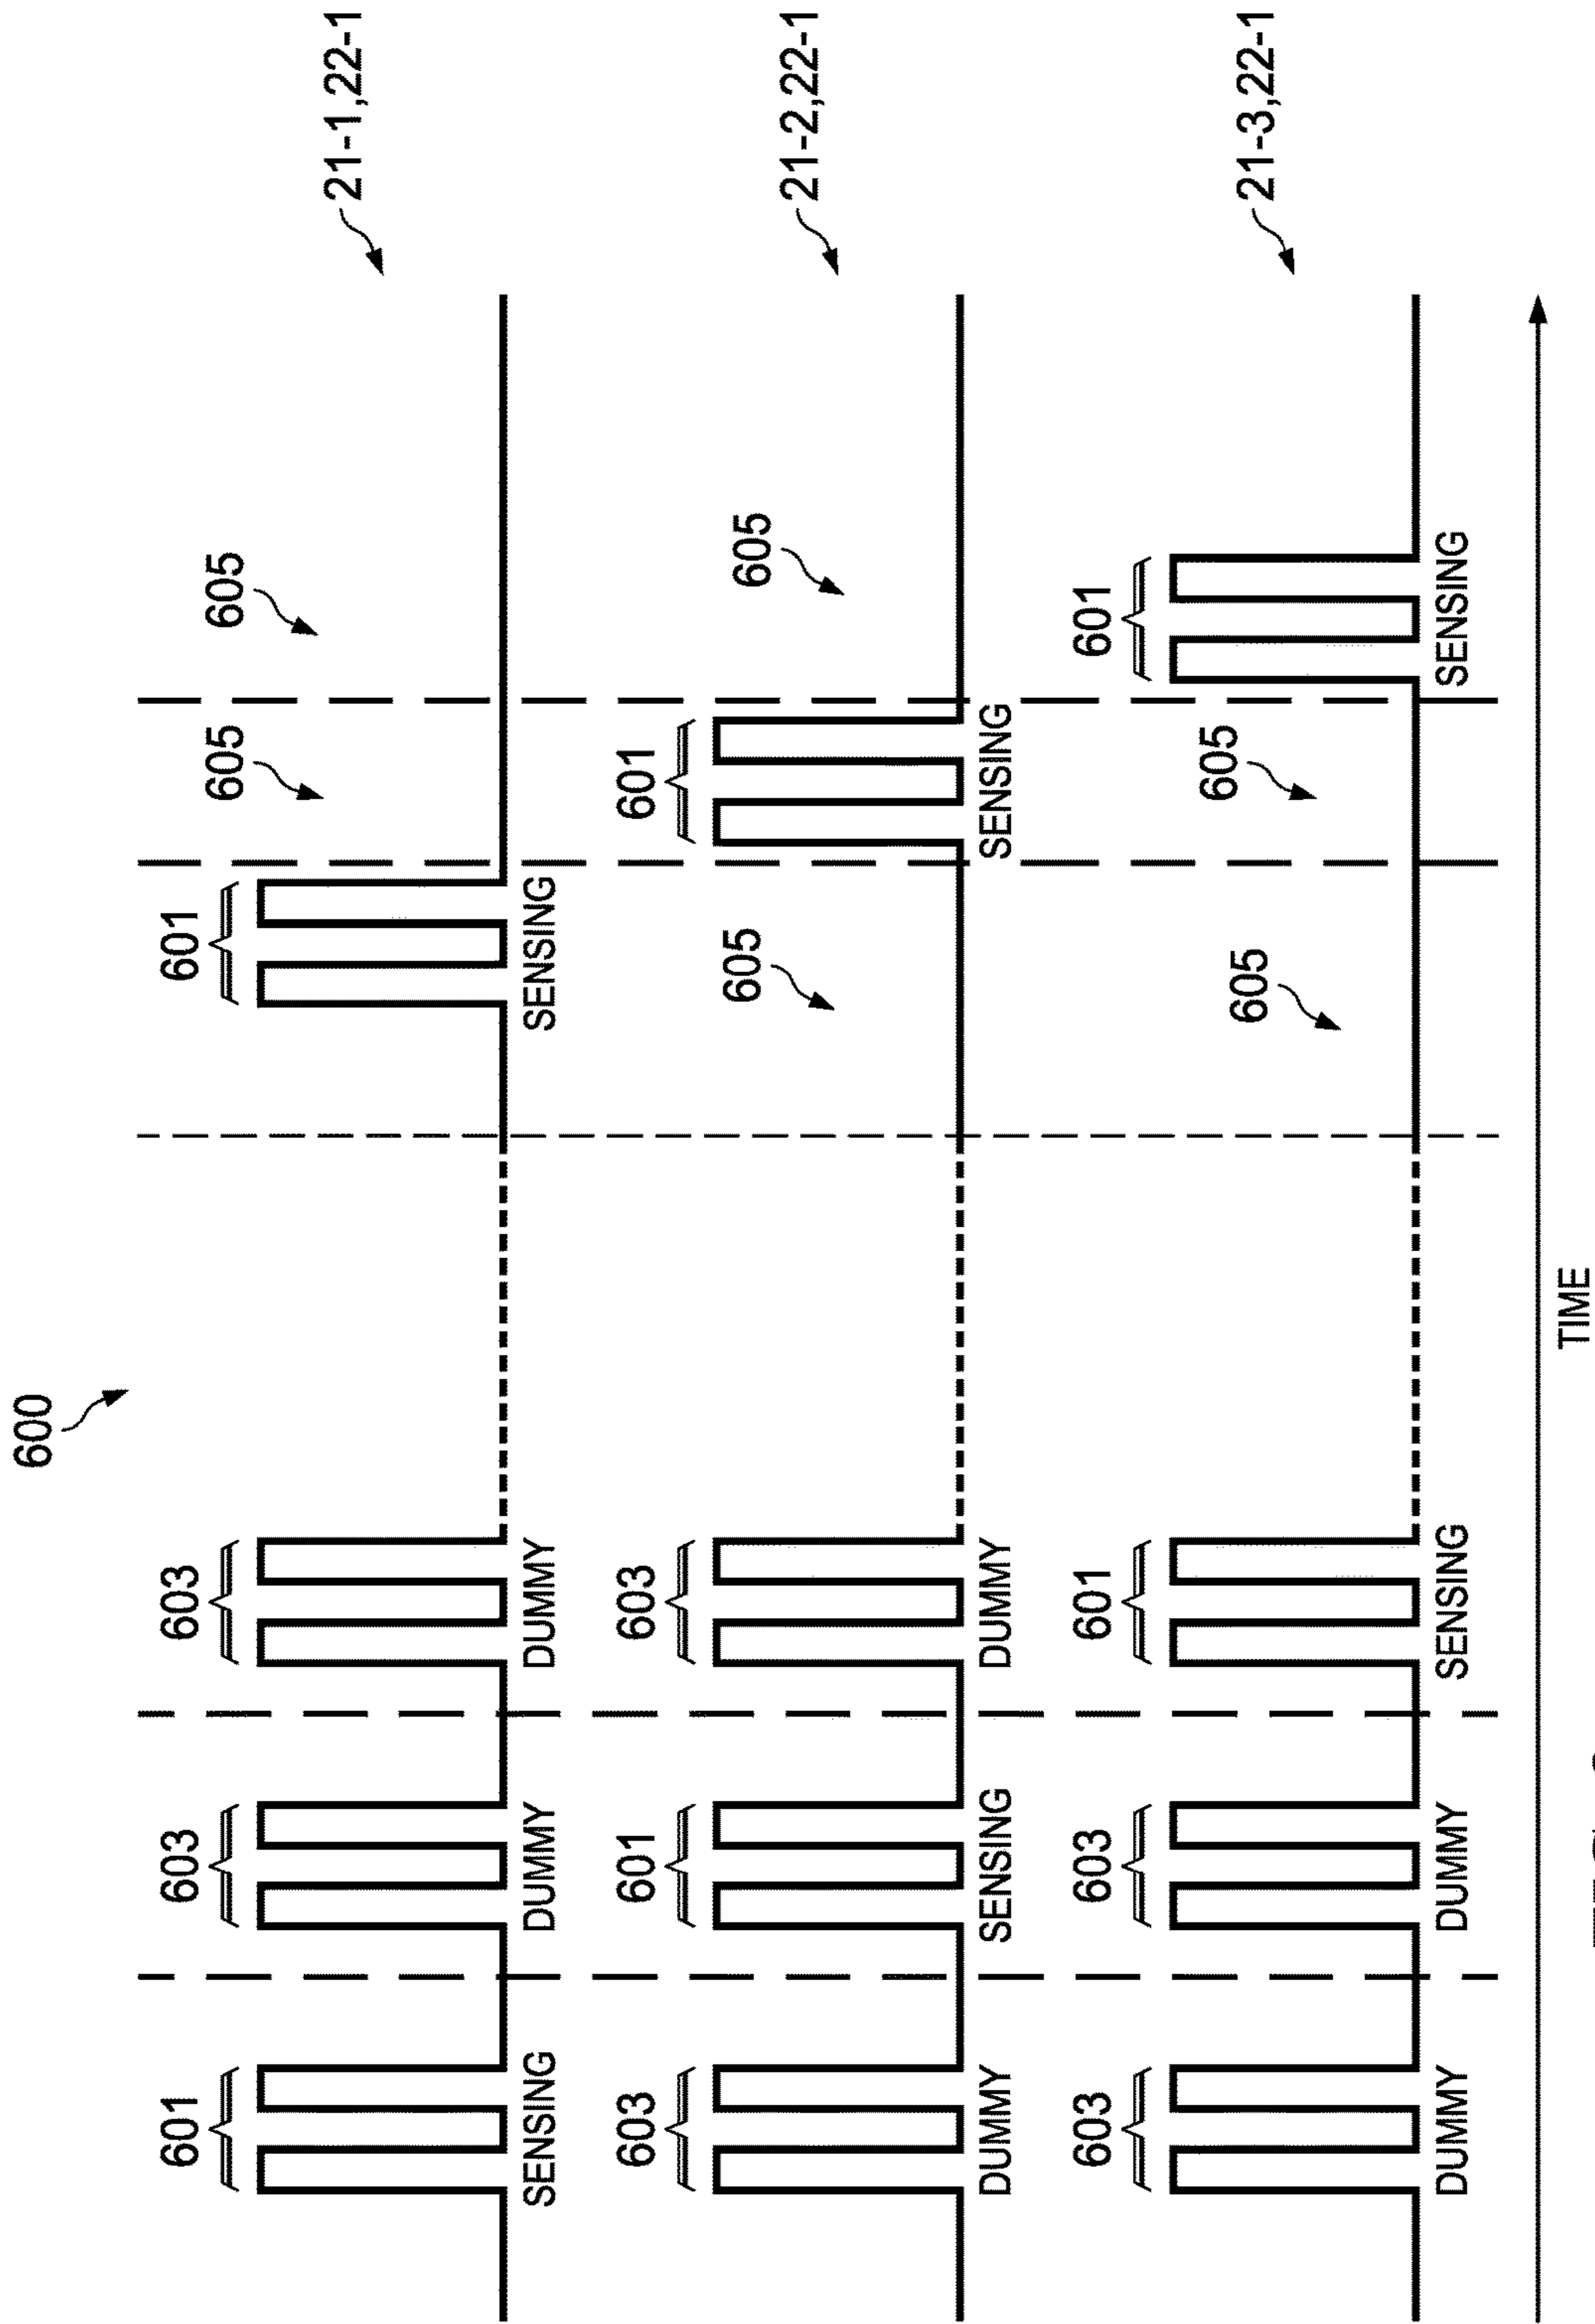 600
601 603 603 601 605 605
21-1,22-1
SENSING DUMMY DUMMY SENSING
603 601 603 605 601 605
21-2,22-1
DUMMY SENSING DUMMY SENSING
603 603 601 605 605 601
21-3,22-1
DUMMY DUMMY SENSING SENSING
TIME